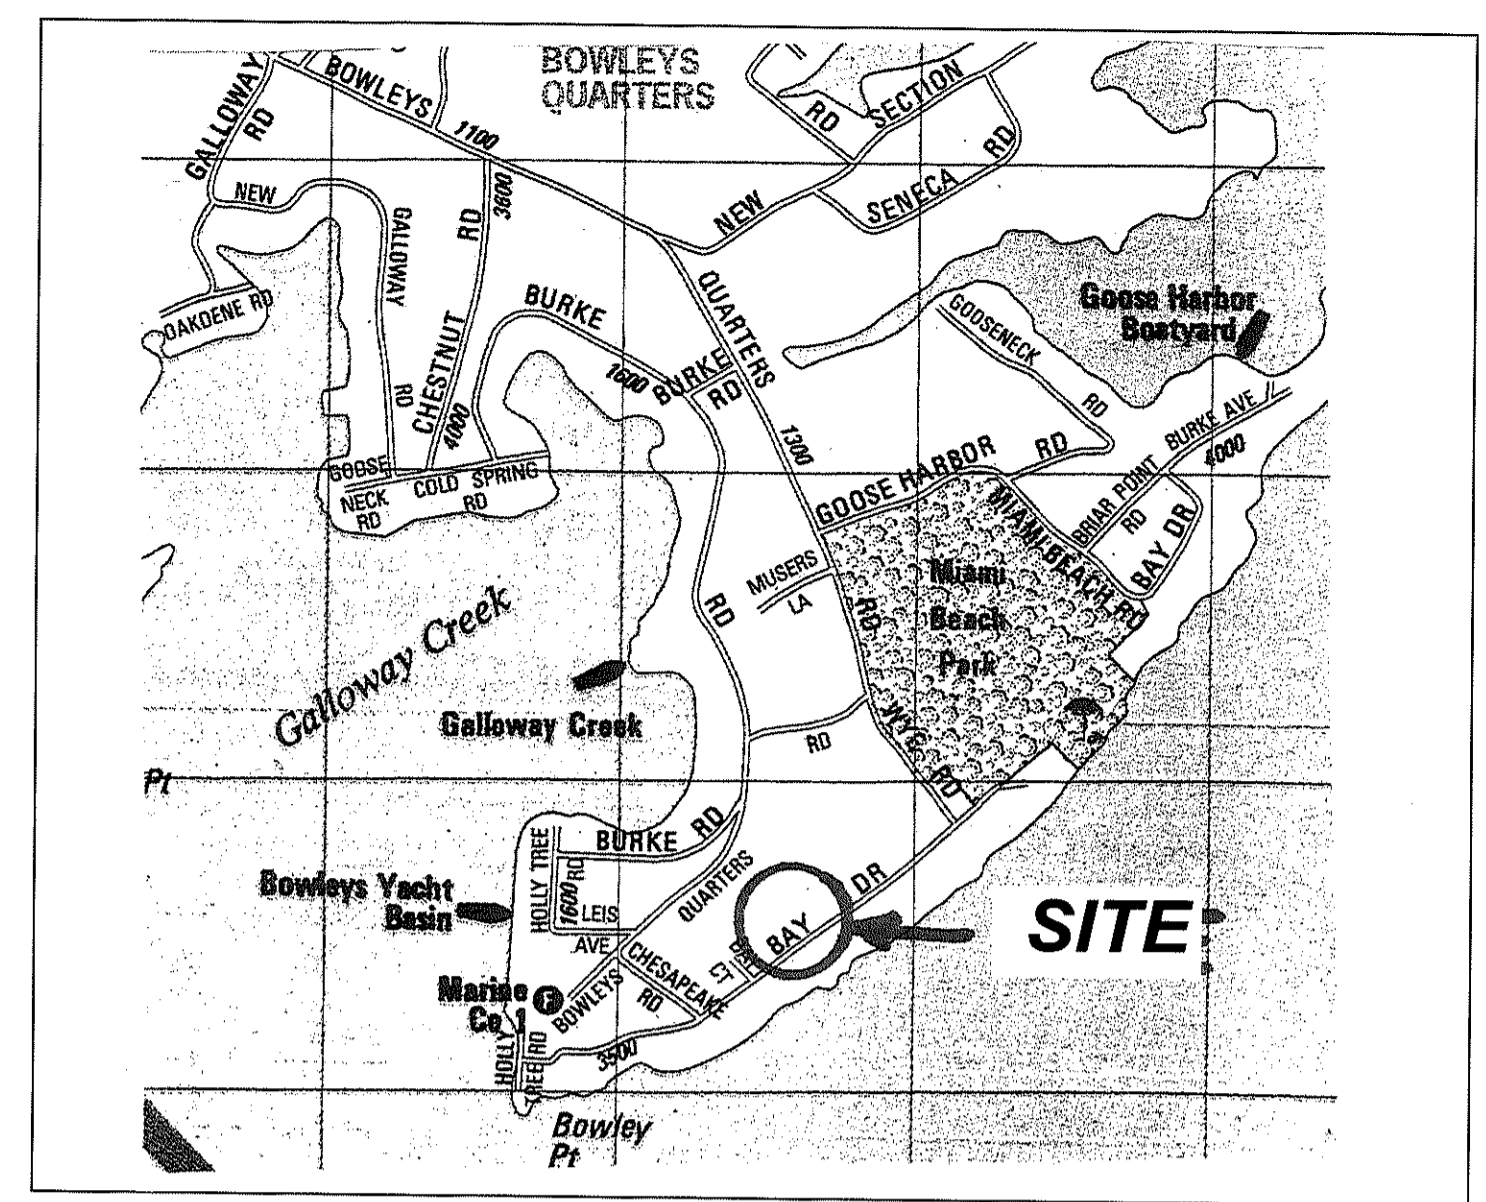 BOWLEYS
QUARTERS
GALLOWAY
RD
BOWLEYS
1100
RD
SECTION
RD
NEW
GALLOWAY
RD
3600
RD
NEW
SENECA
OAKDENE RD
CHESTNUT
4000
BURKE
1600
BURKE
RD
QUARTERS
1300
GOOSENECK
RD
Goose Harbor
Boatyard
BURKE AVE
4000
GOOSE
NECK
RD
COLD SPRING
RD
GOOSE HARBOR
RD
BRIAR POINT
RD
BAY DR
MIAMI BEACH RD
MUSERS
LA
RD
RD
Miami
Beach
Park
Galloway Creek
Galloway Creek
RD
RD
Pt
BURKE RD
HOLLY TREE
RD
1600
LEIS
AVE
QUARTERS
Bowleys Yacht
Basin
BAY
DR
SITE
BAY
CT
CHESAPEAKE
RD
BOWLEYS
Marine
Co 1
F
HOLLY
TREE RD
3500
Bowley
Pt